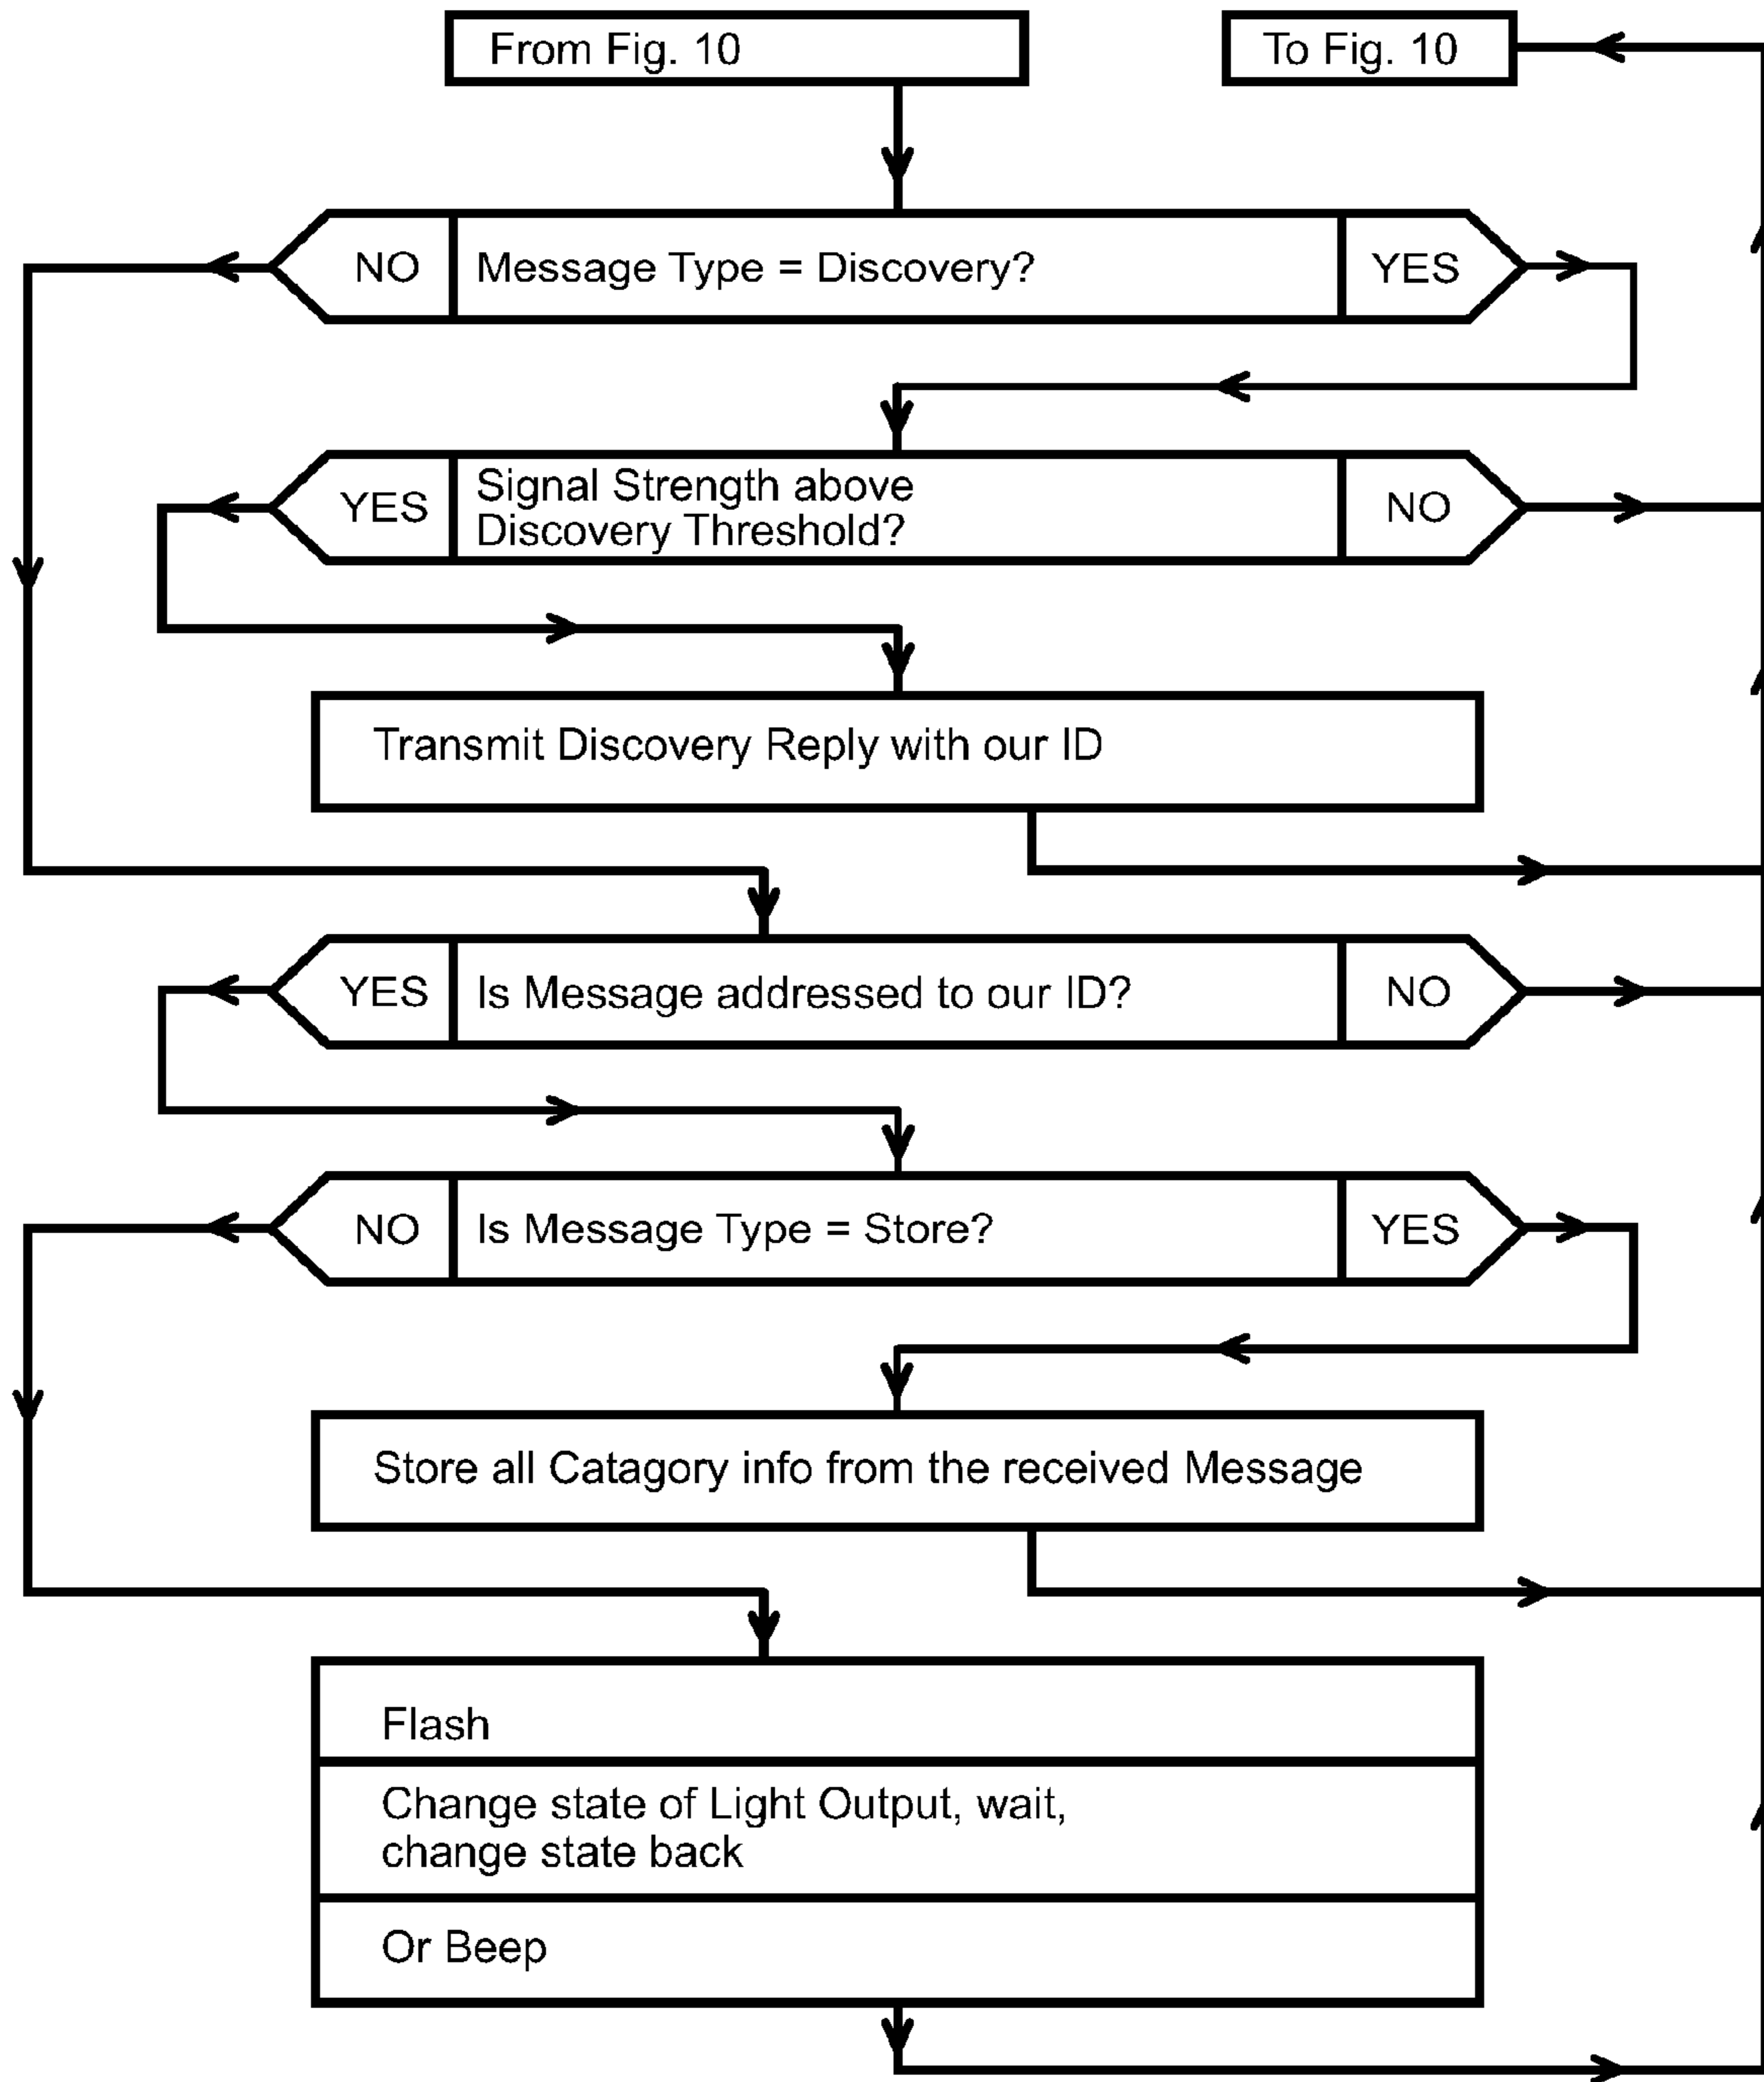 From Fig. 10
To Fig. 10
NO
Message Type = Discovery?
YES
YES
Signal Strength above
Discovery Threshold?
NO
Transmit Discovery Reply with our ID
YES
Is Message addressed to our ID?
NO
NO
Is Message Type = Store?
YES
Store all Catagory info from the received Message
Flash
Change state of Light Output, wait,
change state back
Or Beep